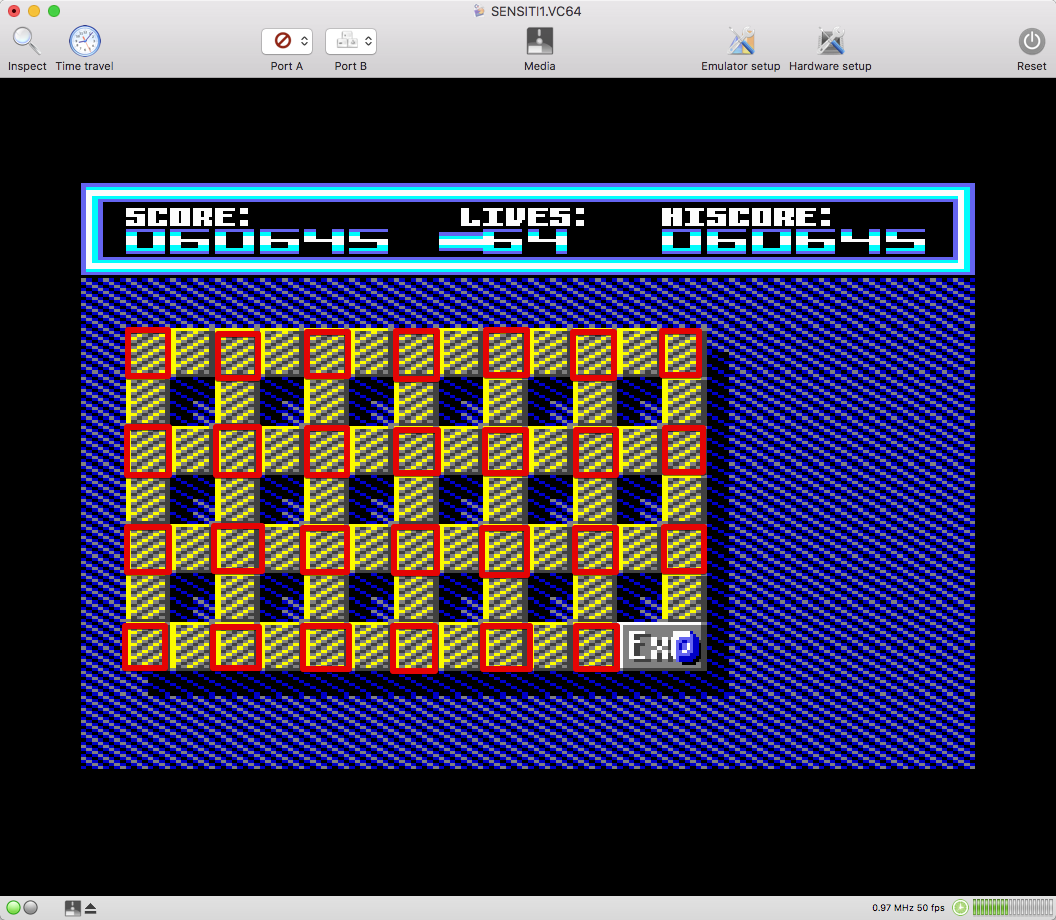 SENSITI1.VC64
Inspect Time travel Port A Port B Media Emulator setup Hardware setup Reset
SCORE: LIVES: HISCORE:
060645 64 060645
0.97 MHz 50 fps